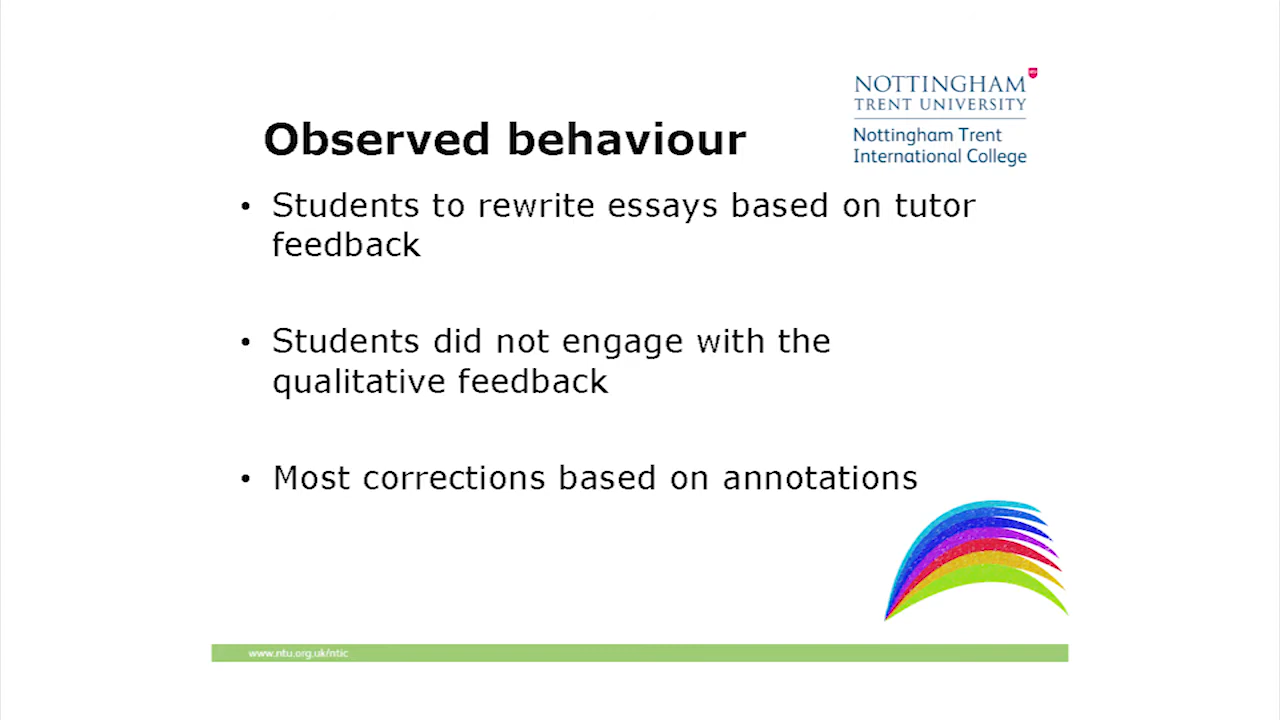 NOTTINGHAM
TRENT UNIVERSITY
Nottingham Trent
International College
Observed behaviour
• Students to rewrite essays based on tutor
feedback
• Students did not engage with the
qualitative feedback
• Most corrections based on annotations
www.ntu.org.uk/ntic